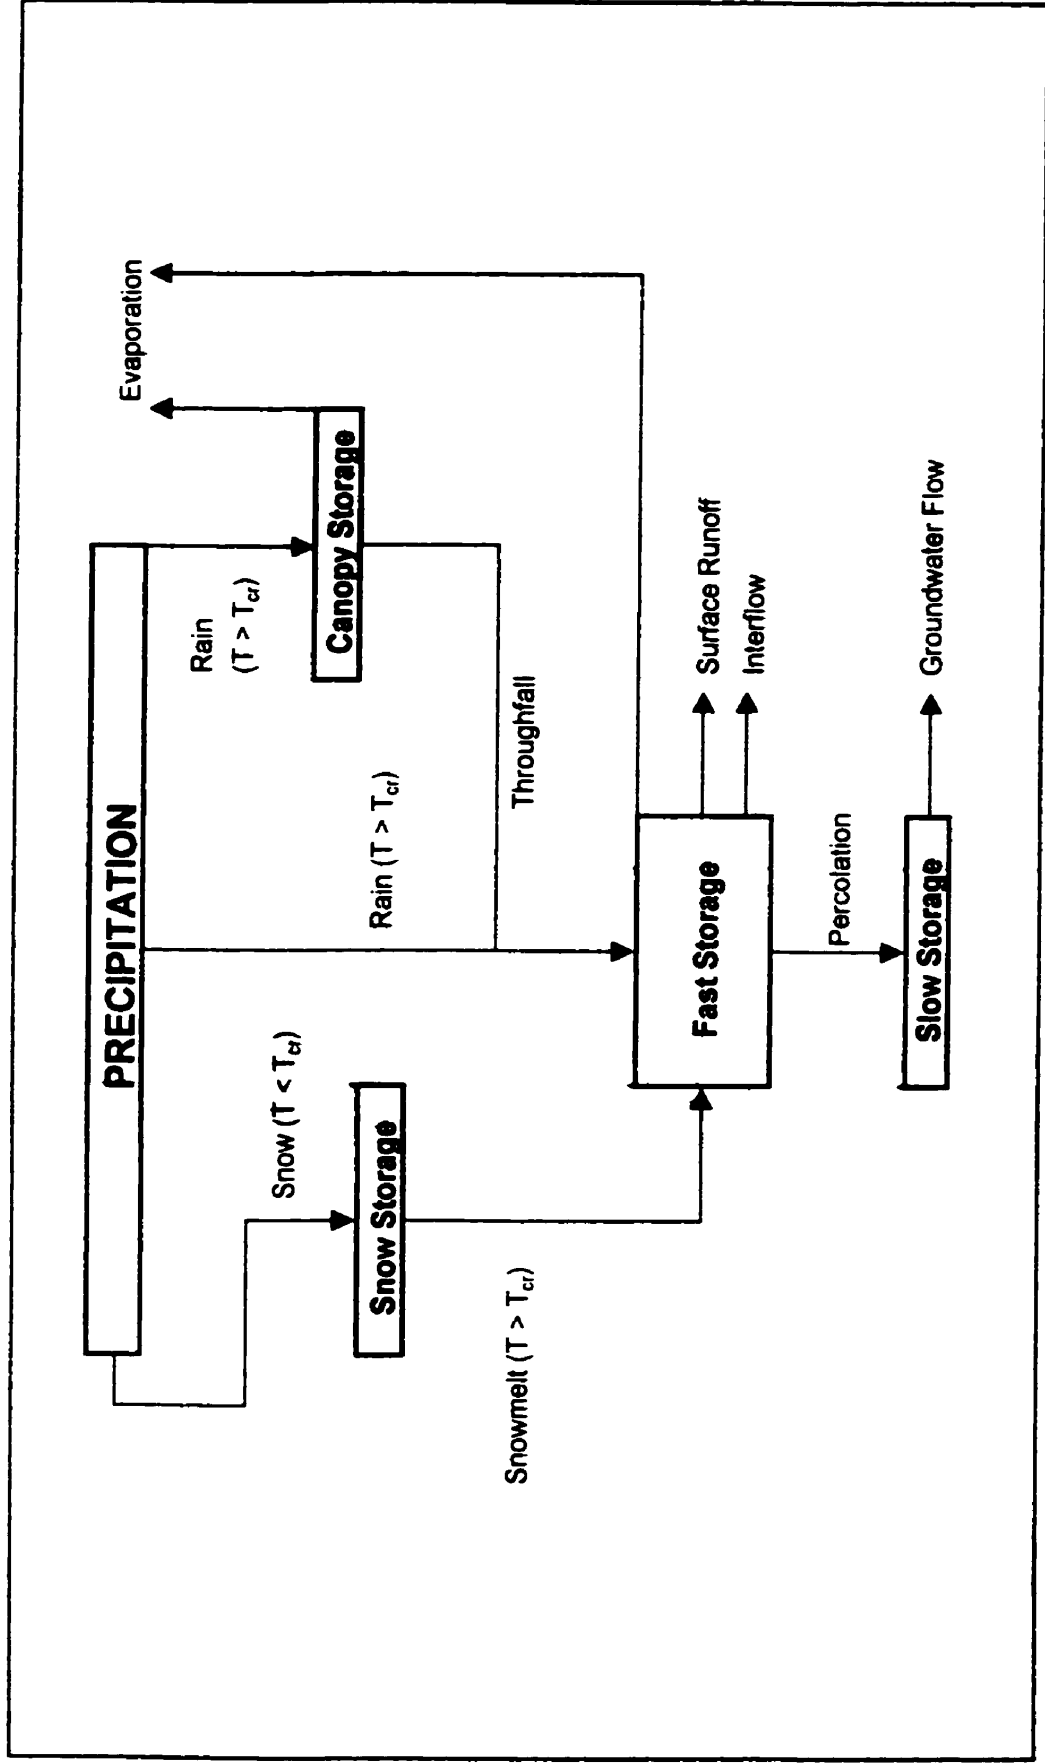 PRECIPITATION
Evaporation
Rain
(T > Tcr)
Snow (T < Tcr)
Canopy Storage
Rain (T > Tcr)
Snow Storage
Throughfall
Snowmelt (T > Tcr)
Fast Storage
Surface Runoff
Interflow
Percolation
Slow Storage
Groundwater Flow